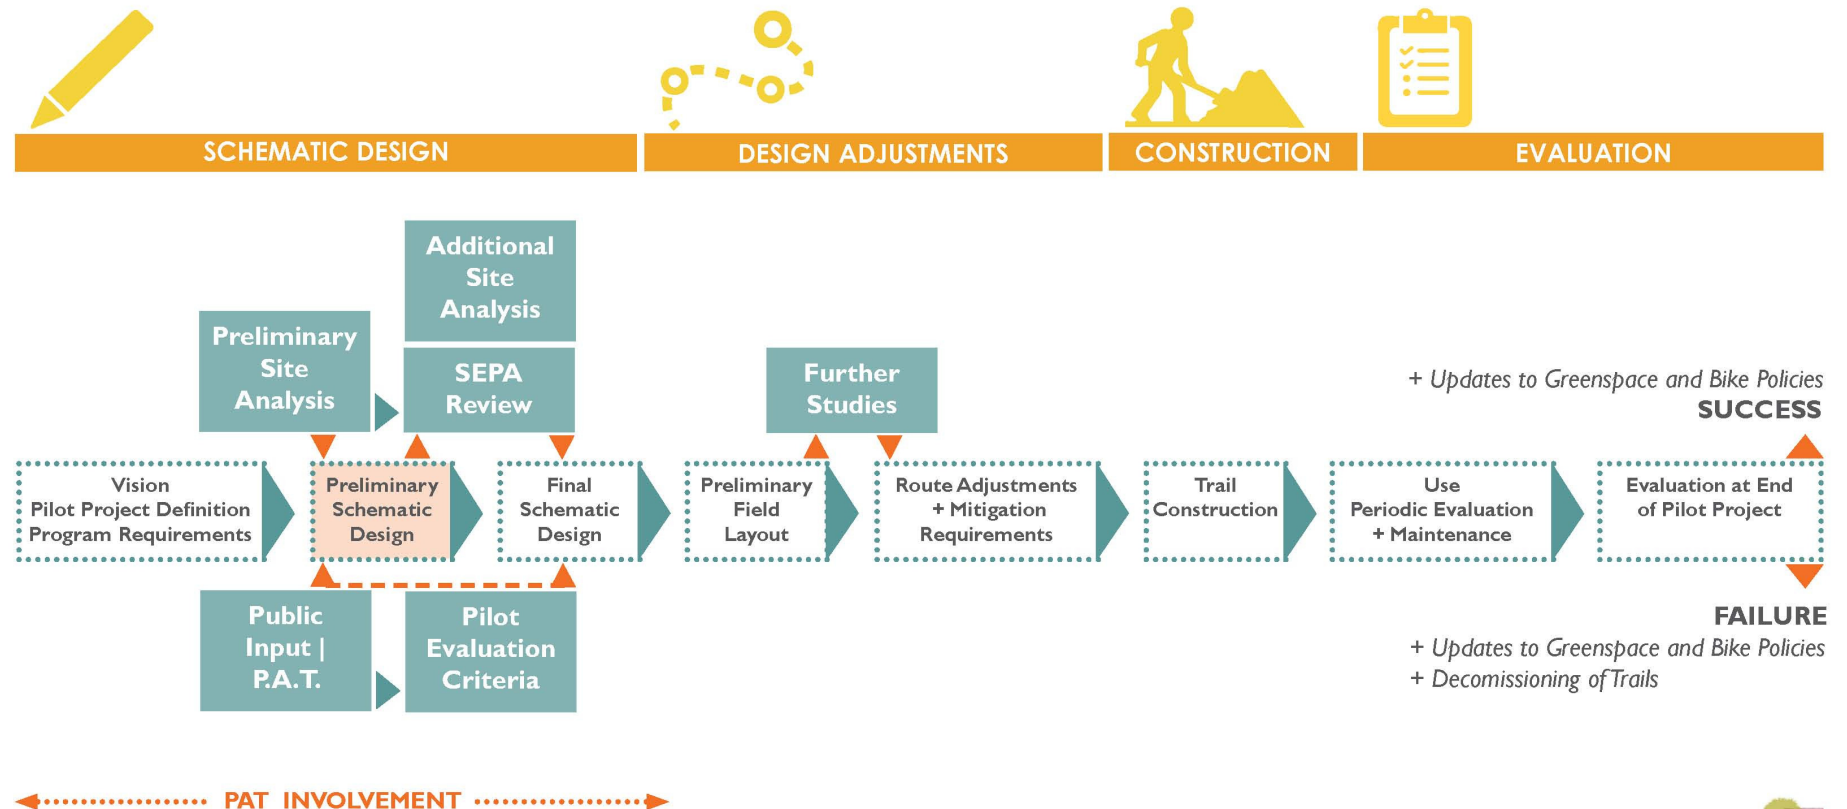 SCHEMATIC DESIGN
DESIGN ADJUSTMENTS
CONSTRUCTION
EVALUATION
Additional
Site
Analysis
Preliminary
Site
Analysis
SEPA
Review
Further
Studies
+ Updates to Greenspace and Bike Policies
SUCCESS
Vision
Pilot Project Definition
Program Requirements
Preliminary
Schematic
Design
Final
Schematic
Design
Preliminary
Field
Layout
Route Adjustments
+ Mitigation
Requirements
Trail
Construction
Use
Periodic Evaluation
+ Maintenance
Evaluation at End
of Pilot Project
Public
Input |
P.A.T.
Pilot
Evaluation
Criteria
FAILURE
+ Updates to Greenspace and Bike Policies
+ Decomissioning of Trails
PAT INVOLVEMENT